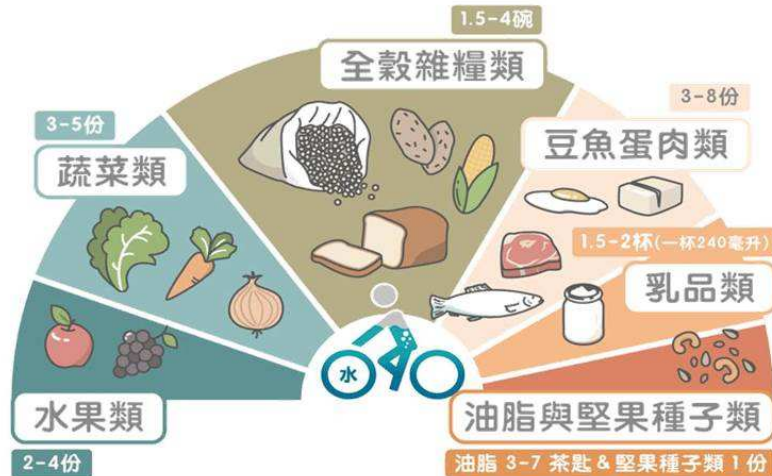 1.5-4碗
全穀雜糧類
3-5份
蔬菜類
3-8份
豆魚蛋肉類
1.5-2杯(一杯240毫升)
乳品類
水
水果類
2-4份
油脂與堅果種子類
油脂 3-7 茶匙 & 堅果種子類 1 份